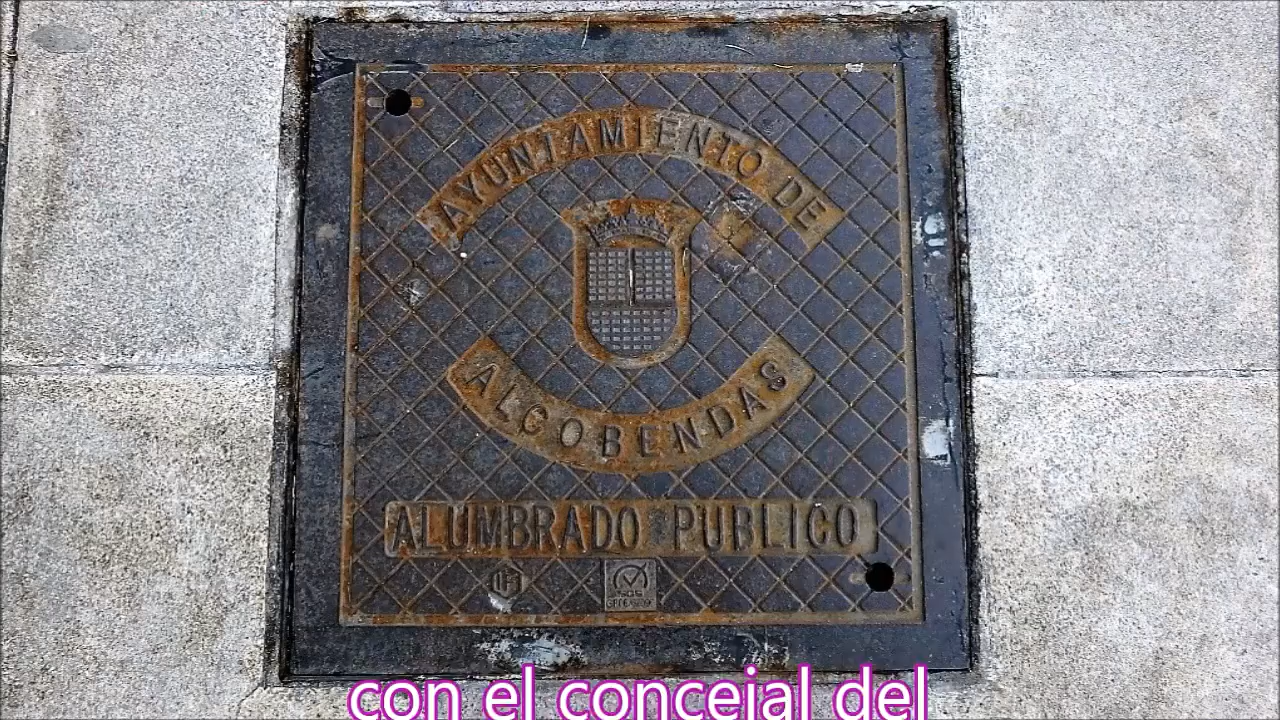 AYUNTAMIENTO DE
ALCOBENDAS
ALUMBRADO PUBLICO
con el concejal del